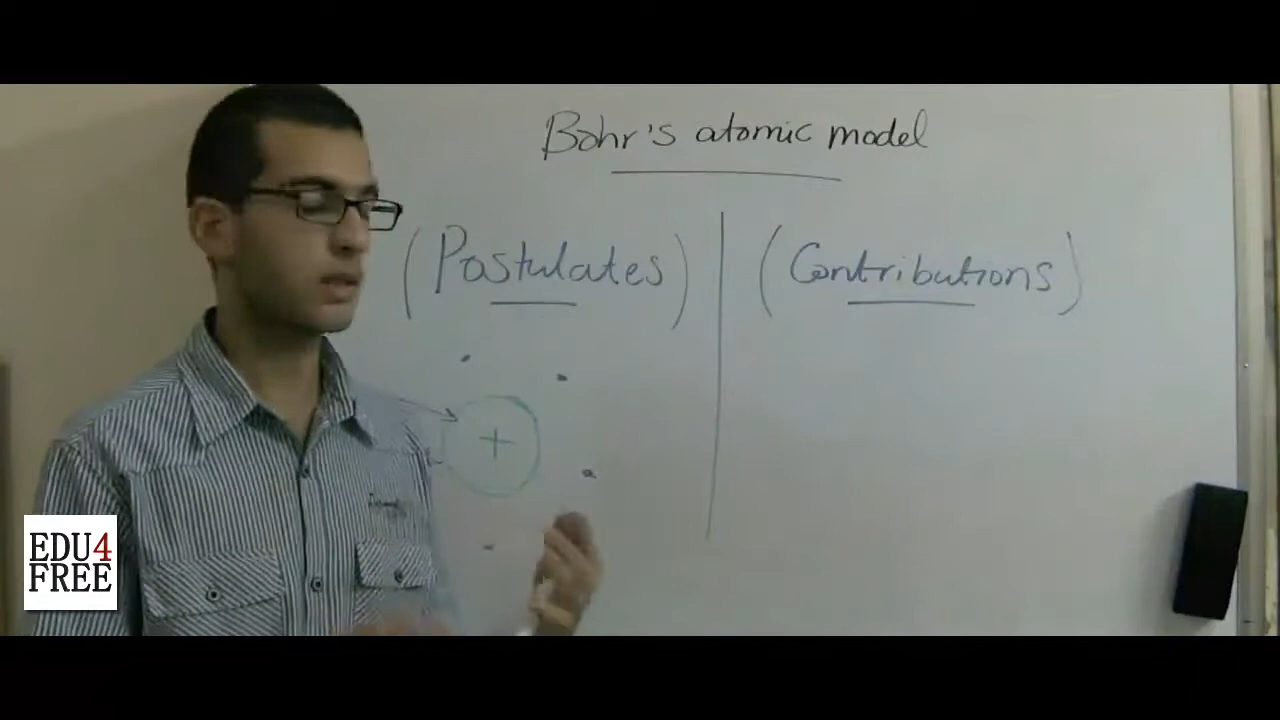 Bohr's atomic model
(Postulates)
(Contributions)
+
EDU4
FREE